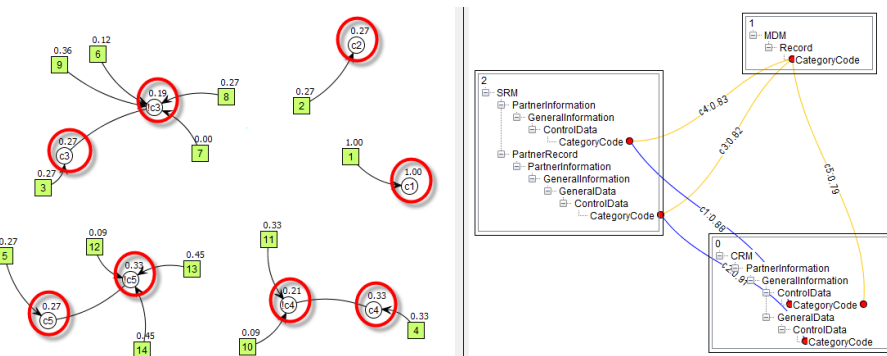 0.36
9
0.12
6
0.19
!c3
0.27
8
0.00
7
0.27
c3
0.27
3
0.27
c2
0.27
2
1.00
1
1.00
c1
0.27
5
0.09
12
0.33
c5
0.45
13
0.27
c5
0.45
14
0.33
11
0.21
!c4
0.33
c4
0.33
4
0.09
10
1
MDM
Record
CategoryCode
2
SRM
PartnerInformation
GeneralInformation
ControlData
CategoryCode
PartnerRecord
PartnerInformation
GeneralInformation
GeneralData
ControlData
CategoryCode
c4:0.83
c3:0.82
c5:0.79
c1:0.88
0
CRM
PartnerInformation
GeneralInformation
ControlData
CategoryCode
GeneralData
ControlData
CategoryCode